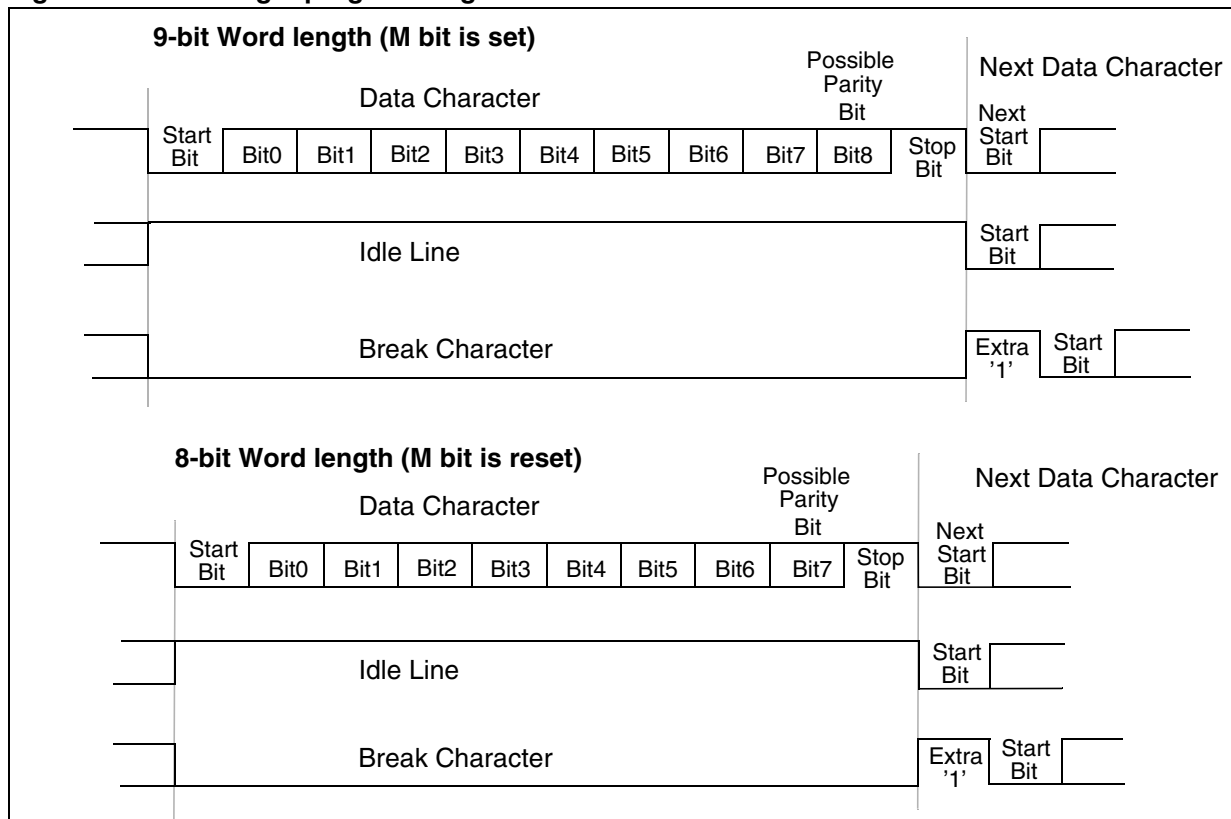 9-bit Word length (M bit is set)
Possible
Parity
Bit
Next Data Character
Data Character
Start
Bit
Bit0
Bit1
Bit2
Bit3
Bit4
Bit5
Bit6
Bit7
Bit8
Stop
Bit
Next
Start
Bit
Idle Line
Start
Bit
Break Character
Extra
'1'
Start
Bit
8-bit Word length (M bit is reset)
Possible
Parity
Bit
Next Data Character
Data Character
Start
Bit
Bit0
Bit1
Bit2
Bit3
Bit4
Bit5
Bit6
Bit7
Stop
Bit
Next
Start
Bit
Idle Line
Start
Bit
Break Character
Extra
'1'
Start
Bit